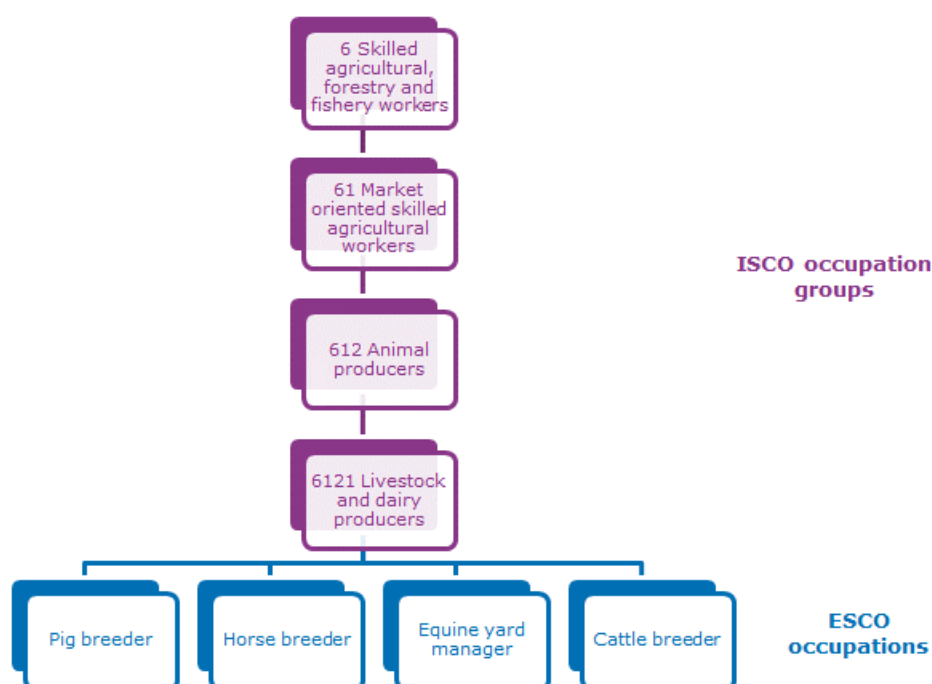 6 Skilled
agricultural,
forestry and
fishery workers
61 Market
oriented skilled
agricultural
workers
ISCO occupation
groups
612 Animal
producers
6121 Livestock
and dairy
producers
Pig breeder
Horse breeder
Equine yard
manager
Cattle breeder
ESCO
occupations